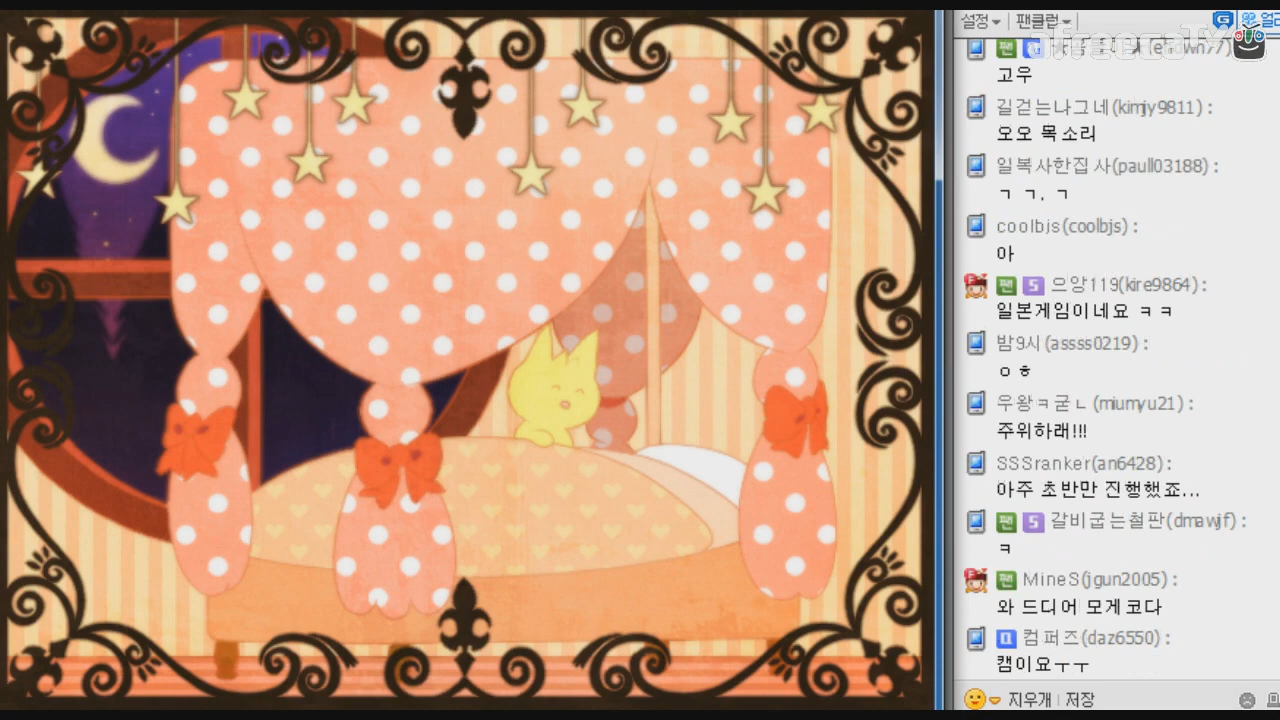 설정 팬클럽
afreecaTV
고우
길걷는나그네(kimjy9811) :
오오 목소리
일복사한집사(paull03188) :
ㄱ ㄱ. ㄱ
coolbjs(coolbjs) :
아
팬 S 으앙119(kire9864) :
일본게임이네요 ㅋㅋ
밤9시(assss0219) :
ㅇㅎ
우왕ㅋ굳ㄴ(miumyu21) :
주위하래!!!
SSSranker(an6428) :
아주 초반만 진행했죠...
팬 S 갈비굽는철판(dmawjf) :
ㅋ
팬 MineS(jgun2005) :
와 드디어 모게코다
컴퍼즈(daz6550) :
캠이요ㅜㅜ
지우개 저장